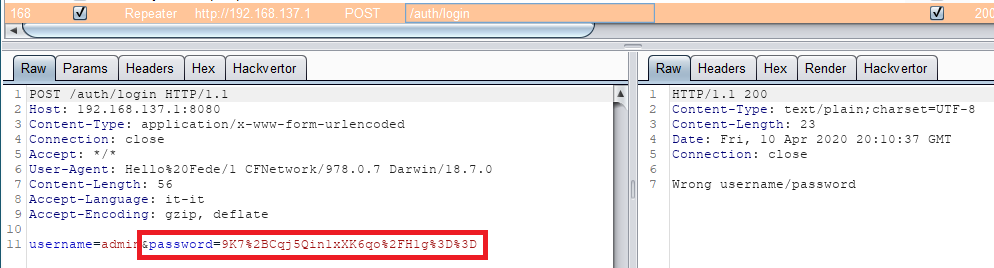 168 Repeater http://192.168.137.1 POST /auth/login 200
Raw Params Headers Hex Hackvertor
1 POST /auth/login HTTP/1.1
2 Host: 192.168.137.1:8080
3 Content-Type: application/x-www-form-urlencoded
4 Connection: close
5 Accept: */*
6 User-Agent: Hello%20Fede/1 CFNetwork/978.0.7 Darwin/18.7.0
7 Content-Length: 56
8 Accept-Language: it-it
9 Accept-Encoding: gzip, deflate
10
11 username=admin&password=9K7%2BCqj5Qin1xXK6qo%2FH1g%3D%3D
Raw Headers Hex Render Hackvertor
1 HTTP/1.1 200
2 Content-Type: text/plain;charset=UTF-8
3 Content-Length: 23
4 Date: Fri, 10 Apr 2020 20:10:37 GMT
5 Connection: close
6
7 Wrong username/password